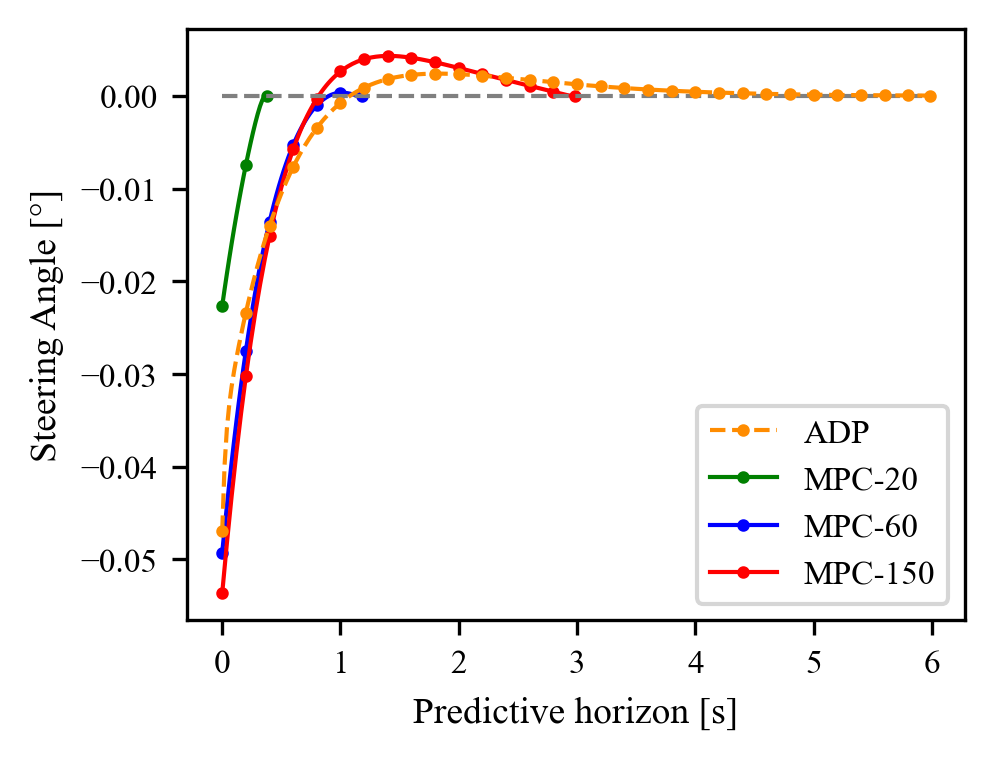 0.00
−0.01
−0.02
−0.03
−0.04
−0.05
Steering Angle [°]
ADP
MPC-20
MPC-60
MPC-150
0 1 2 3 4 5 6
Predictive horizon [s]